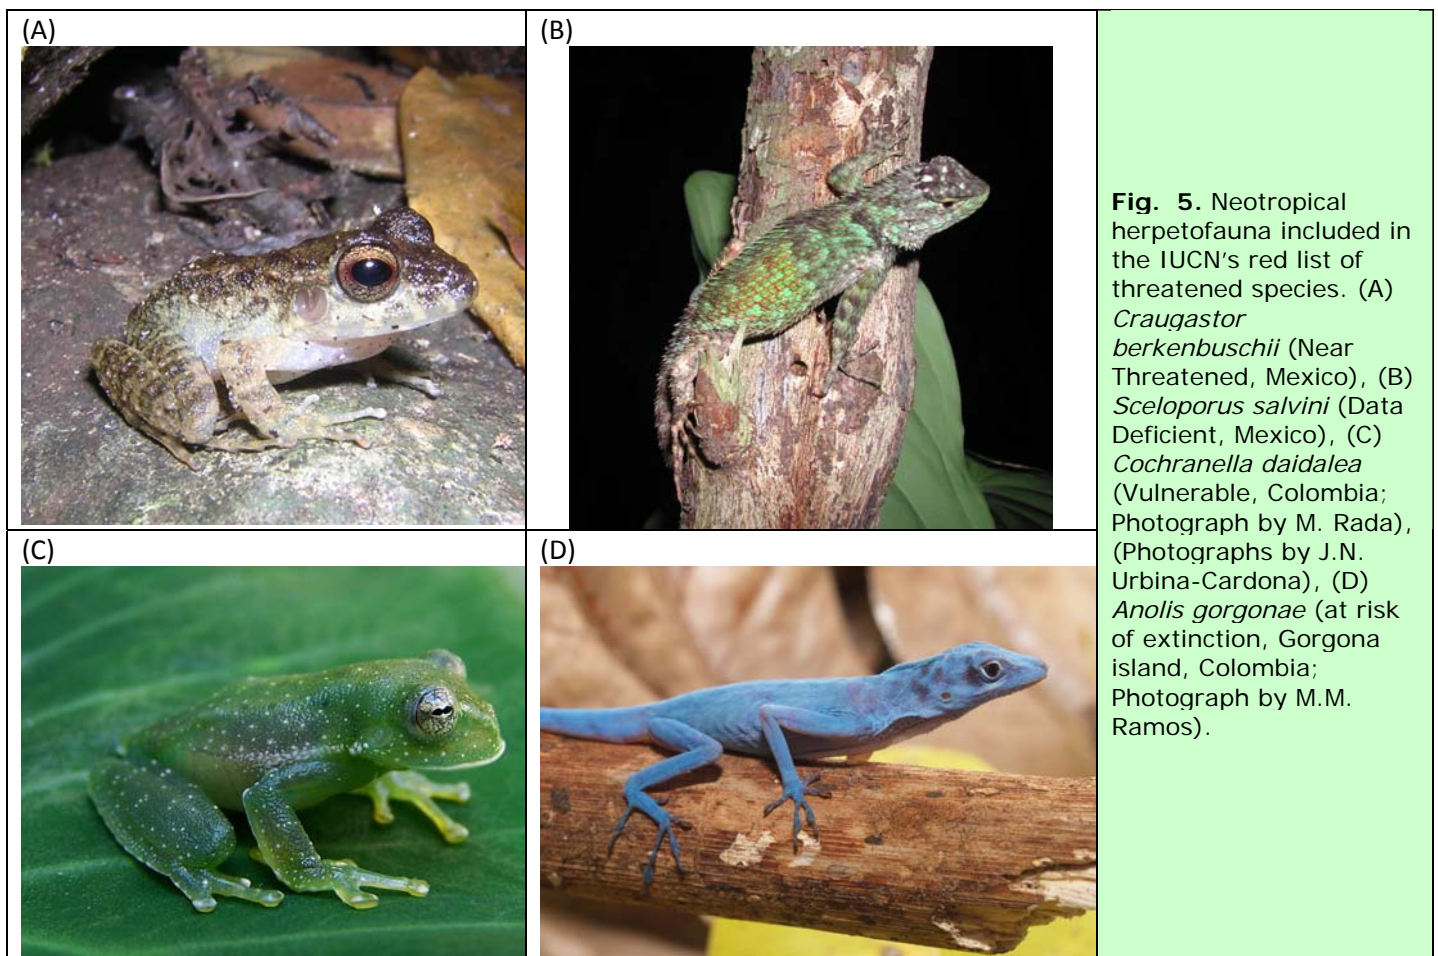 (A)
(B)
Fig. 5. Neotropical
herpetofauna included in
the IUCN's red list of
threatened species. (A)
Craugastor
berkenbuschii (Near
Threatened, Mexico), (B)
Sceloporus salvini (Data
Deficient, Mexico), (C)
Cochranella daidalea
(Vulnerable, Colombia;
Photograph by M. Rada),
(Photographs by J.N.
Urbina-Cardona), (D)
Anolis gorgonae (at risk
of extinction, Gorgona
island, Colombia;
Photograph by M.M.
Ramos).
(C)
(D)